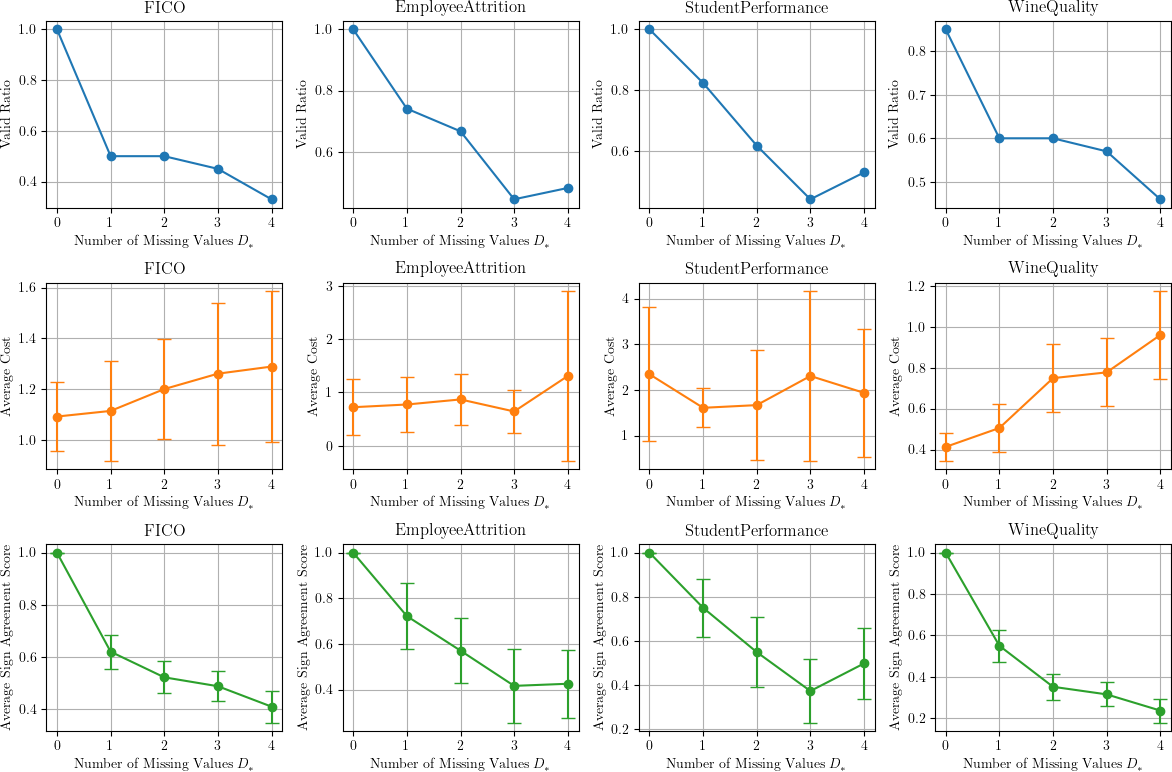 FICO
Valid Ratio
1.0
0.8
0.6
0.4
0 1 2 3 4
Number of Missing Values D*
EmployeeAttrition
Valid Ratio
1.0
0.8
0.6
0 1 2 3 4
Number of Missing Values D*
StudentPerformance
Valid Ratio
1.0
0.8
0.6
0 1 2 3 4
Number of Missing Values D*
WineQuality
Valid Ratio
0.8
0.7
0.6
0.5
0 1 2 3 4
Number of Missing Values D*
FICO
Average Cost
1.6
1.4
1.2
1.0
0 1 2 3 4
Number of Missing Values D*
EmployeeAttrition
Average Cost
3
2
1
0
0 1 2 3 4
Number of Missing Values D*
StudentPerformance
Average Cost
4
3
2
1
0 1 2 3 4
Number of Missing Values D*
WineQuality
Average Cost
1.2
1.0
0.8
0.6
0.4
0 1 2 3 4
Number of Missing Values D*
FICO
Average Sign Agreement Score
1.0
0.8
0.6
0.4
0 1 2 3 4
Number of Missing Values D*
EmployeeAttrition
Average Sign Agreement Score
1.0
0.8
0.6
0.4
0 1 2 3 4
Number of Missing Values D*
StudentPerformance
Average Sign Agreement Score
1.0
0.8
0.6
0.4
0.2
0 1 2 3 4
Number of Missing Values D*
WineQuality
Average Sign Agreement Score
1.0
0.8
0.6
0.4
0.2
0 1 2 3 4
Number of Missing Values D*